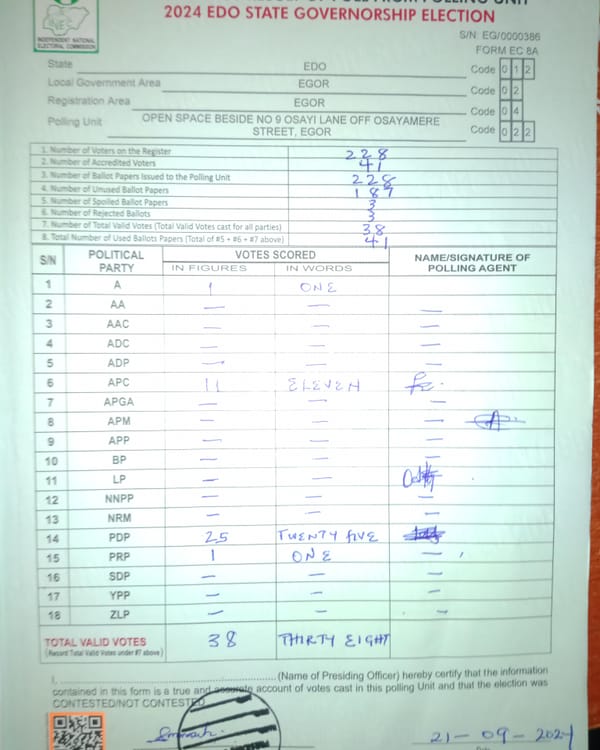 2024 EDO STATE GOVERNORSHIP ELECTION
INEC
INDEPENDENT NATIONAL
ELECTORAL COMMISSION
S/N: EG/0000386
FORM EC 8A
State EDO Code 0 1 2
Local Government Area EGOR Code 0 2
Registration Area EGOR Code 0 4
Polling Unit OPEN SPACE BESIDE NO 9 OSAYI LANE OFF OSAYAMERE
STREET, EGOR Code 0 2 2
1. Number of Voters on the Register 228
2. Number of Accredited Voters 41
3. Number of Ballot Papers Issued to the Polling Unit 228
4. Number of Unused Ballot Papers 187
5. Number of Spoiled Ballot Papers 3
6. Number of Rejected Ballots 3
7. Number of Total Valid Votes (Total Valid Votes cast for all parties) 38
8. Total Number of Used Ballots Papers (Total of #5 + #6 + #7 above) 41
S/N POLITICAL PARTY VOTES SCORED NAME/SIGNATURE OF POLLING AGENT
IN FIGURES IN WORDS
1 A 1 ONE
2 AA — — —
3 AAC — — —
4 ADC — — —
5 ADP — — —
6 APC 11 ELEVEN
7 APGA — — —
8 APM — — —
9 APP — — —
10 BP — — —
11 LP — —
12 NNPP — — —
13 NRM — — —
14 PDP 25 TWENTY FIVE
15 PRP 1 ONE —
16 SDP — — —
17 YPP — — —
18 ZLP — — —
TOTAL VALID VOTES 38 THIRTY EIGHT
(Record Total Valid Votes under #7 above)
I, (Name of Presiding Officer) hereby certify that the information
contained in this form is a true and accurate account of votes cast in this polling Unit and that the election was
CONTESTED/NOT CONTESTED
21-09-2024